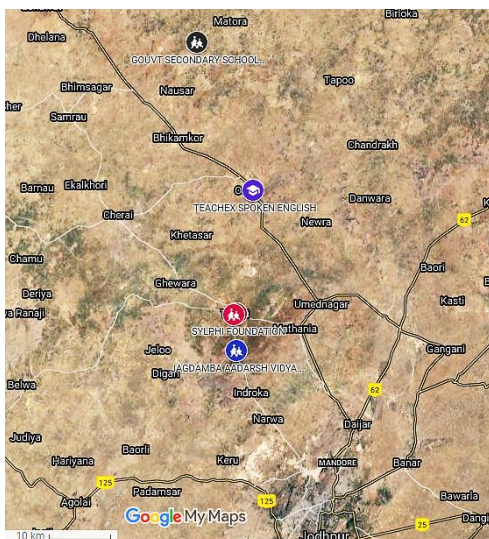 Matora
Birloka
Dhelana
GOUVT SECONDARY SCHOOL...
Tapoo
Bhimsagar
Nausar
Samrau
Bhikamkor
Chandrakh
Barnau
Ekalkhori
TEACHEX SPOKEN ENGLISH
Danwara
Cherai
Newra
62
Khetasar
Chamu
Baori
Ghewara
Deriya
Umednagar
Kasti
SYLPHI FOUNDATION
Jeloo
Gangani
JAGDAMBA AADARSH VIDYA...
Digari
Belwa
Indroka
62
Narwa
Daijar
Judiya
Baorli
Hariyana
Keru
MANDORE
Banar
125
Padamsar
Agolai
125
Bawarla
Google My Maps
25
Jodhpur
10 km